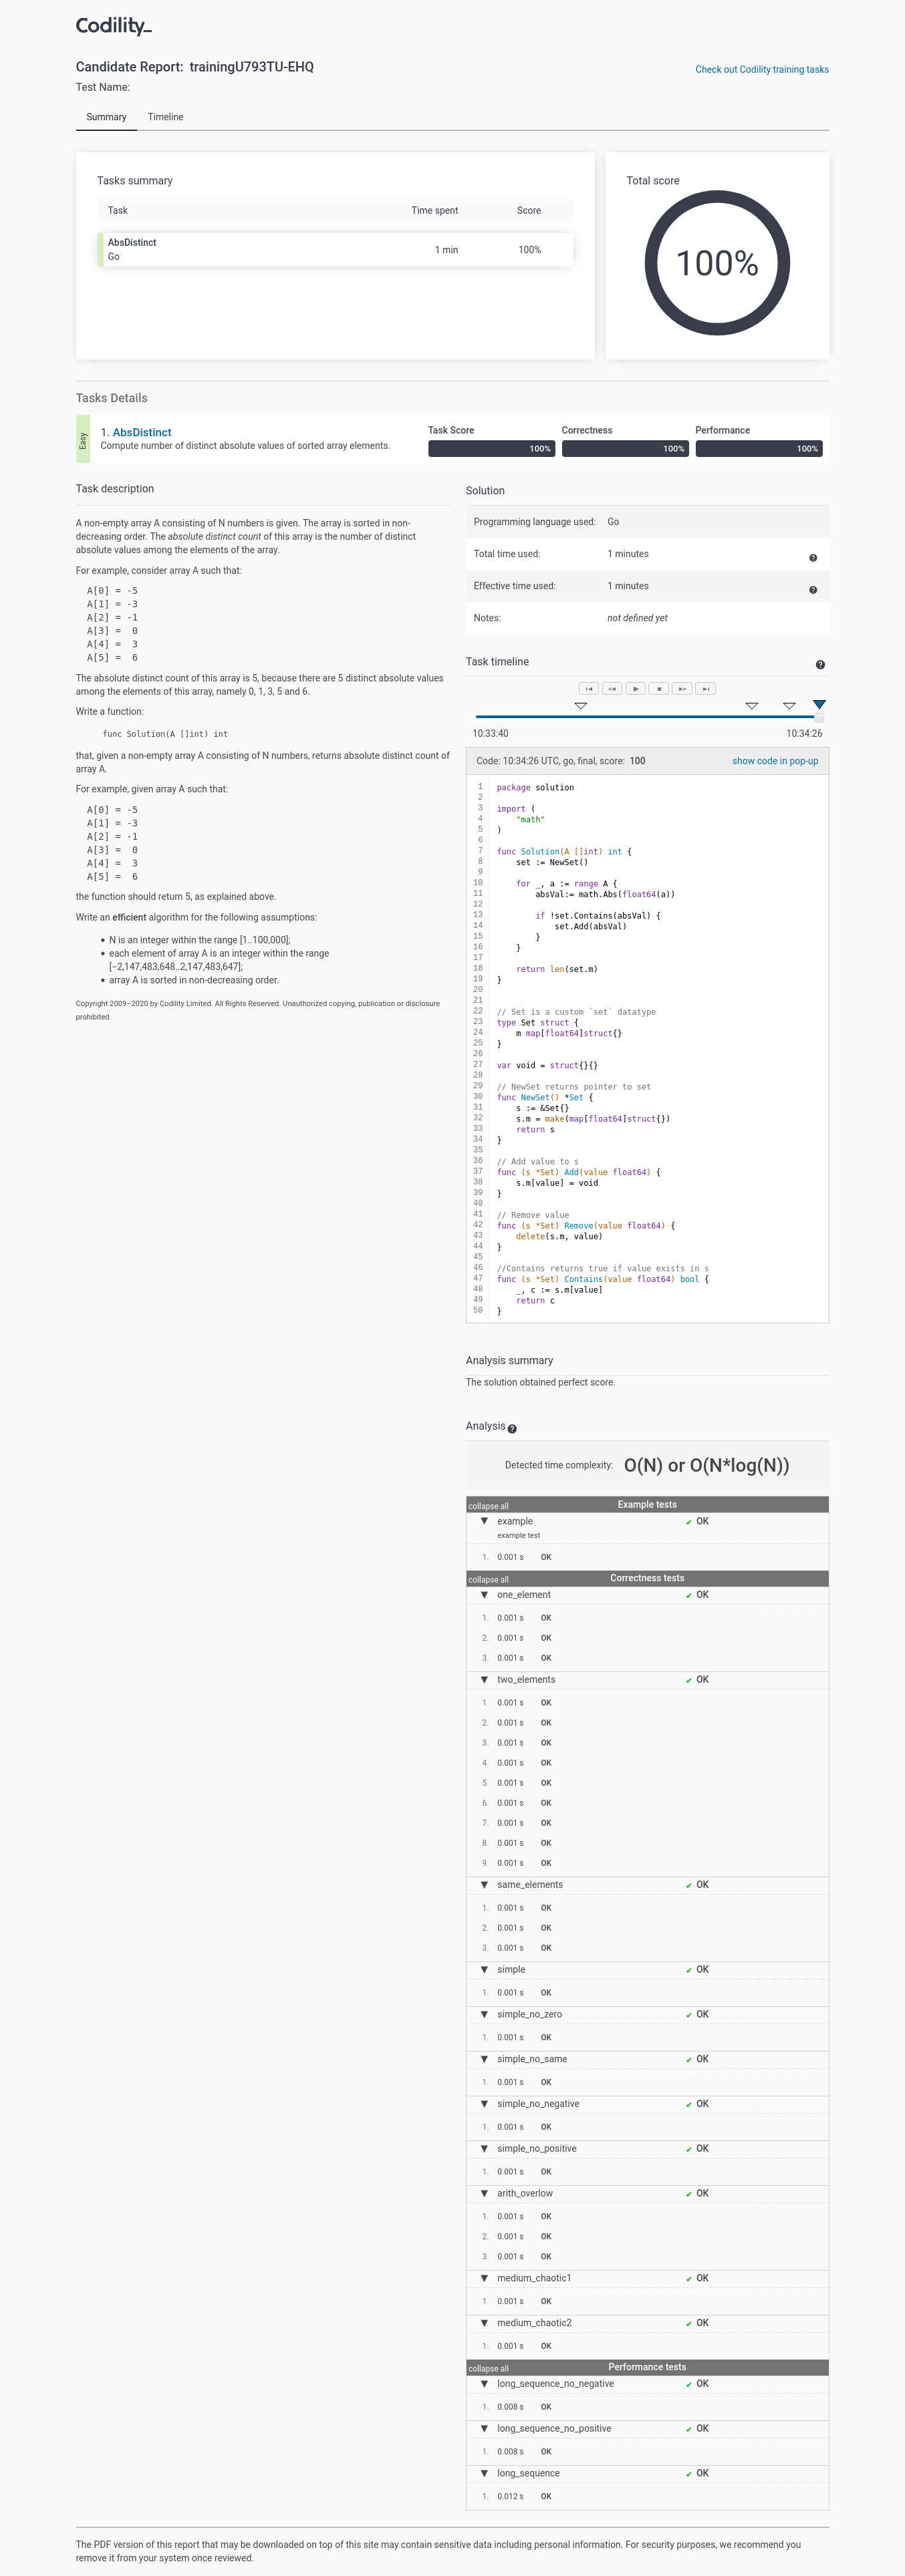 Codility_
Candidate Report: trainingU793TU-EHQ
Check out Codility training tasks
Test Name:
Summary Timeline
Tasks summary
Task Time spent Score
AbsDistinct
Go
1 min 100%
Total score
100%
Tasks Details
Easy
1. AbsDistinct
Compute number of distinct absolute values of sorted array elements.
Task Score Correctness Performance
100% 100% 100%
Task description
A non-empty array A consisting of N numbers is given. The array is sorted in non-
decreasing order. The absolute distinct count of this array is the number of distinct
absolute values among the elements of the array.
For example, consider array A such that:
A[0] = -5
A[1] = -3
A[2] = -1
A[3] =  0
A[4] =  3
A[5] =  6
The absolute distinct count of this array is 5, because there are 5 distinct absolute values
among the elements of this array, namely 0, 1, 3, 5 and 6.
Write a function:
func Solution(A []int) int
that, given a non-empty array A consisting of N numbers, returns absolute distinct count of
array A.
For example, given array A such that:
A[0] = -5
A[1] = -3
A[2] = -1
A[3] =  0
A[4] =  3
A[5] =  6
the function should return 5, as explained above.
Write an efficient algorithm for the following assumptions:
• N is an integer within the range [1..100,000];
• each element of array A is an integer within the range
[−2,147,483,648..2,147,483,647];
• array A is sorted in non-decreasing order.
Copyright 2009–2020 by Codility Limited. All Rights Reserved. Unauthorized copying, publication or disclosure
prohibited.
Solution
Programming language used: Go
Total time used: 1 minutes
Effective time used: 1 minutes
Notes: not defined yet
Task timeline
10:33:40 10:34:26
Code: 10:34:26 UTC, go, final, score: 100
show code in pop-up
1 package solution
2
3 import (
4     "math"
5 )
6
7 func Solution(A []int) int {
8     set := NewSet()
9
10     for _, a := range A {
11         absVal:= math.Abs(float64(a))
12
13         if !set.Contains(absVal) {
14             set.Add(absVal)
15         }
16     }
17
18     return len(set.m)
19 }
20
21
22 // Set is a custom `set` datatype
23 type Set struct {
24     m map[float64]struct{}
25 }
26
27 var void = struct{}{}
28
29 // NewSet returns pointer to set
30 func NewSet() *Set {
31     s := &Set{}
32     s.m = make(map[float64]struct{})
33     return s
34 }
35
36 // Add value to s
37 func (s *Set) Add(value float64) {
38     s.m[value] = void
39 }
40
41 // Remove value
42 func (s *Set) Remove(value float64) {
43     delete(s.m, value)
44 }
45
46 //Contains returns true if value exists in s
47 func (s *Set) Contains(value float64) bool {
48     _, c := s.m[value]
49     return c
50 }
Analysis summary
The solution obtained perfect score.
Analysis
Detected time complexity: O(N) or O(N*log(N))
collapse all Example tests
▼ example ✔ OK
example test
1. 0.001 s OK
collapse all Correctness tests
▼ one_element ✔ OK
1. 0.001 s OK
2. 0.001 s OK
3. 0.001 s OK
▼ two_elements ✔ OK
1. 0.001 s OK
2. 0.001 s OK
3. 0.001 s OK
4. 0.001 s OK
5. 0.001 s OK
6. 0.001 s OK
7. 0.001 s OK
8. 0.001 s OK
9. 0.001 s OK
▼ same_elements ✔ OK
1. 0.001 s OK
2. 0.001 s OK
3. 0.001 s OK
▼ simple ✔ OK
1. 0.001 s OK
▼ simple_no_zero ✔ OK
1. 0.001 s OK
▼ simple_no_same ✔ OK
1. 0.001 s OK
▼ simple_no_negative ✔ OK
1. 0.001 s OK
▼ simple_no_positive ✔ OK
1. 0.001 s OK
▼ arith_overlow ✔ OK
1. 0.001 s OK
2. 0.001 s OK
3. 0.001 s OK
▼ medium_chaotic1 ✔ OK
1. 0.001 s OK
▼ medium_chaotic2 ✔ OK
1. 0.001 s OK
collapse all Performance tests
▼ long_sequence_no_negative ✔ OK
1. 0.008 s OK
▼ long_sequence_no_positive ✔ OK
1. 0.008 s OK
▼ long_sequence ✔ OK
1. 0.012 s OK
The PDF version of this report that may be downloaded on top of this site may contain sensitive data including personal information. For security purposes, we recommend you
remove it from your system once reviewed.